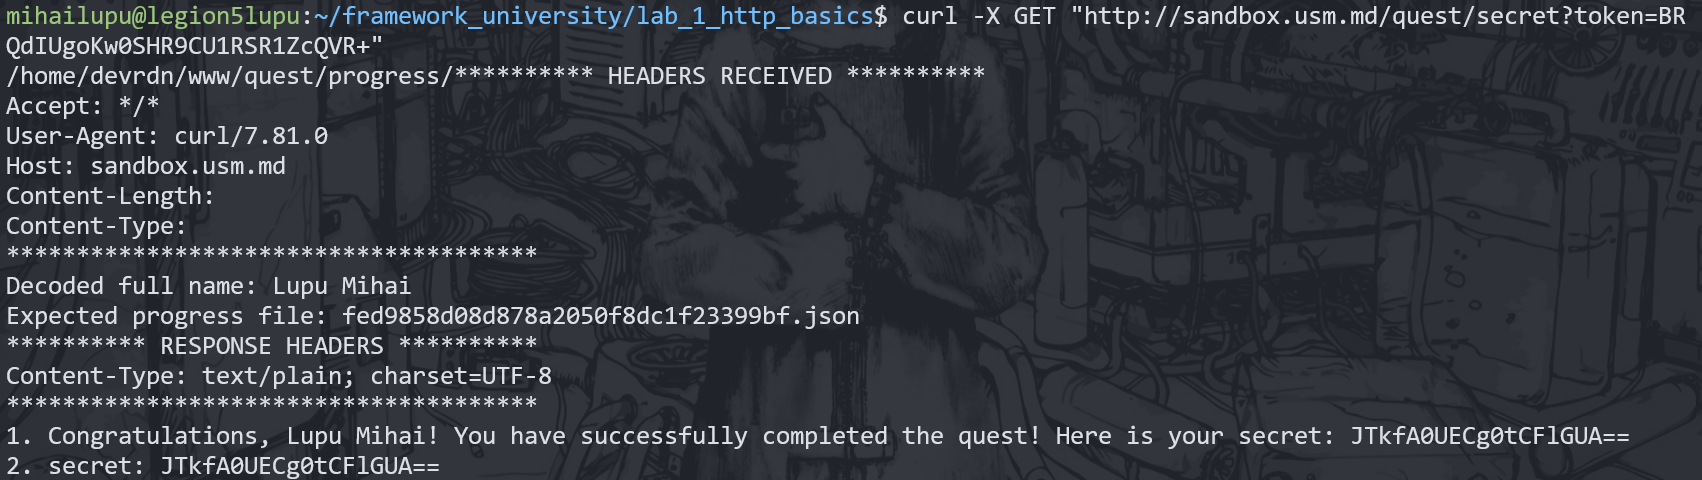 mihailupu@legion5lupu:~/framework_university/lab_1_http_basics$ curl -X GET "http://sandbox.usm.md/quest/secret?token=BR
QdIUgoKw0SHR9CU1RSR1ZcQVR+"
/home/devrdn/www/quest/progress/********** HEADERS RECEIVED **********
Accept: */*
User-Agent: curl/7.81.0
Host: sandbox.usm.md
Content-Length:
Content-Type:
**************************************
Decoded full name: Lupu Mihai
Expected progress file: fed9858d08d878a2050f8dc1f23399bf.json
********** RESPONSE HEADERS **********
Content-Type: text/plain; charset=UTF-8
**************************************
1. Congratulations, Lupu Mihai! You have successfully completed the quest! Here is your secret: JTkfA0UECg0tCFlGUA==
2. secret: JTkfA0UECg0tCFlGUA==